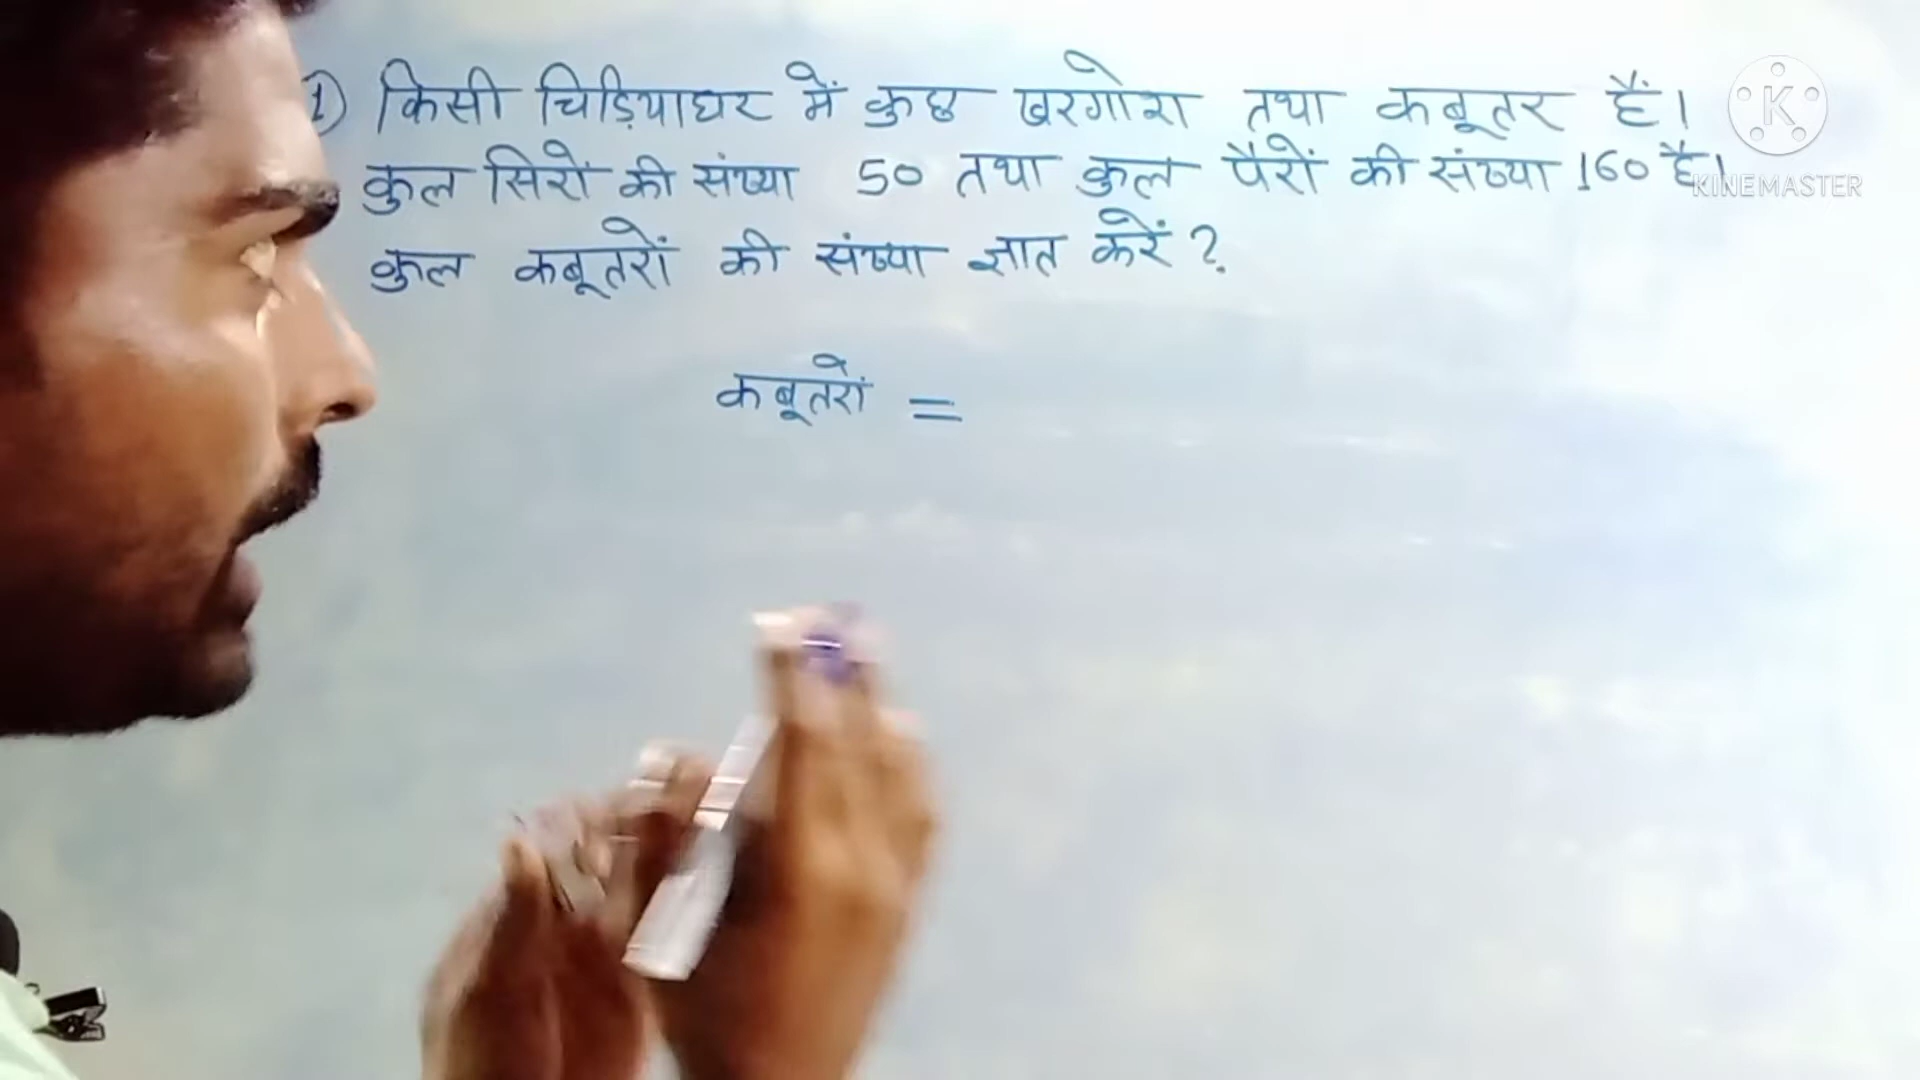 1) किसी चिड़ियाघर में कुछ खरगोश तथा कबूतर हैं।
कुल सिरों की संख्या 50 तथा कुल पैरों की संख्या 160 है।
कुल कबूतरों की संख्या ज्ञात करें?
कबूतरों =
K
KINEMASTER